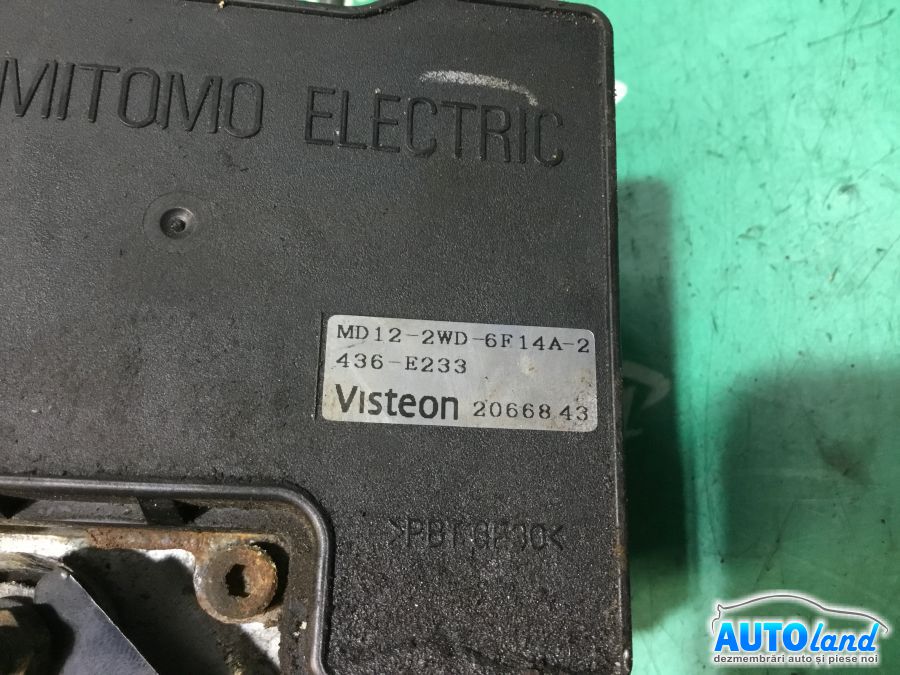 MITOMO ELECTRIC
MD12-2WD-6F14A-2
436-E233
Visteon 2066843
>PBT GF30<
AUTOland
dezmembrări auto și piese noi